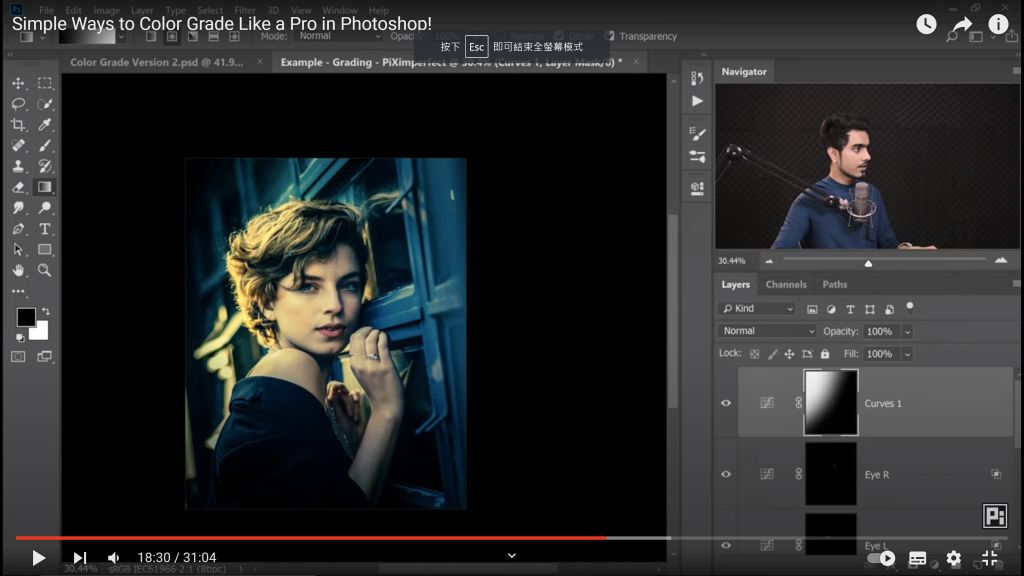 File Edit Image Layer Type Select Filter 3D View Window Help
Simple Ways to Color Grade Like a Pro in Photoshop!
Mode: Normal Opac 100% Reverse Dither Transparency
按下 Esc 即可結束全螢幕模式
Color Grade Version 2.psd @ 41.9... ×
Example - Grading - PiXimperfect @ 30.4% (Curves 1, Layer Mask/8) * ×
Navigator
30.44%
Layers Channels Paths
Kind
Normal Opacity: 100%
Lock: Fill: 100%
Curves 1
Eye R
Eye L
Pi
18:30 / 31:04
30.44% sRGB IEC61966-2.1 (8bpc)